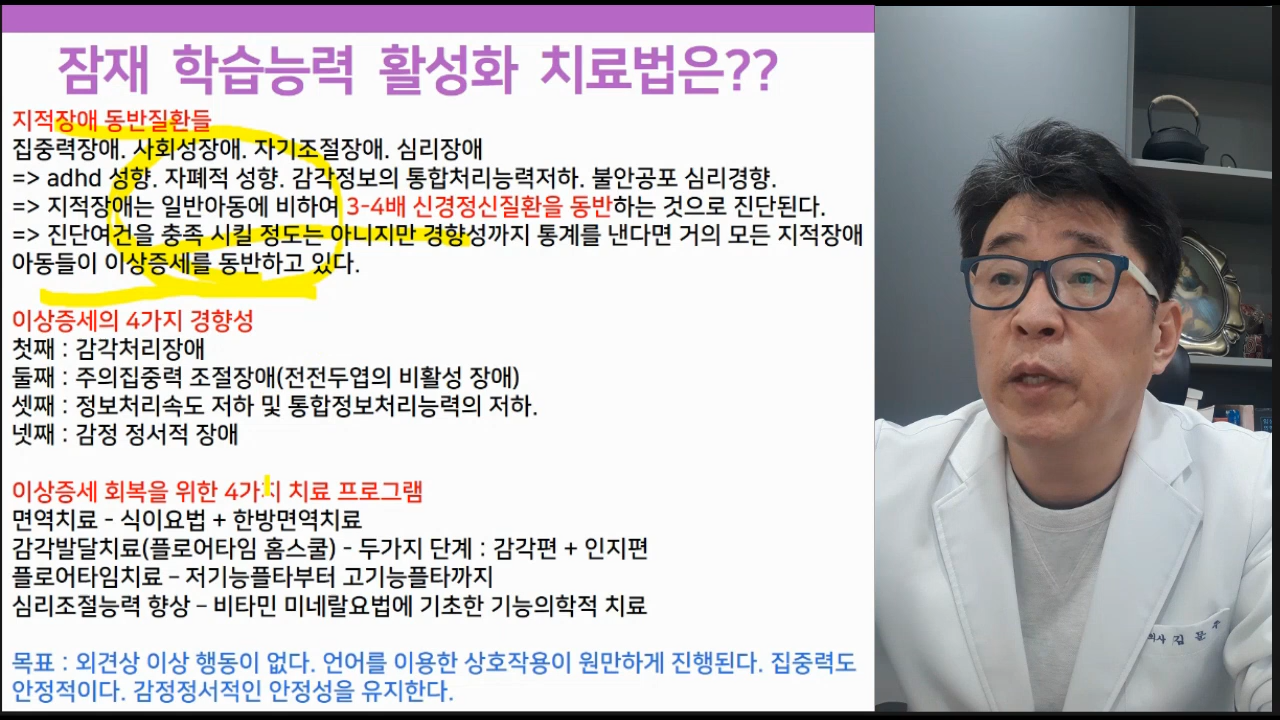 잠재 학습능력 활성화 치료법은??
지적장애 동반질환들
집중력장애. 사회성장애. 자기조절장애. 심리장애
=> adhd 성향. 자폐적 성향. 감각정보의 통합처리능력저하. 불안공포 심리경향.
=> 지적장애는 일반아동에 비하여 3-4배 신경정신질환을 동반하는 것으로 진단된다.
=> 진단여건을 충족 시킬 정도는 아니지만 경향성까지 통계를 낸다면 거의 모든 지적장애
아동들이 이상증세를 동반하고 있다.
이상증세의 4가지 경향성
첫째 : 감각처리장애
둘째 : 주의집중력 조절장애(전전두엽의 비활성 장애)
셋째 : 정보처리속도 저하 및 통합정보처리능력의 저하.
넷째 : 감정 정서적 장애
이상증세 회복을 위한 4가지 치료 프로그램
면역치료 - 식이요법 + 한방면역치료
감각발달치료(플로어타임 홈스쿨) - 두가지 단계 : 감각편 + 인지편
플로어타임치료 – 저기능플타부터 고기능플타까지
심리조절능력 향상 – 비타민 미네랄요법에 기초한 기능의학적 치료
목표 : 외견상 이상 행동이 없다. 언어를 이용한 상호작용이 원만하게 진행된다. 집중력도
안정적이다. 감정정서적인 안정성을 유지한다.